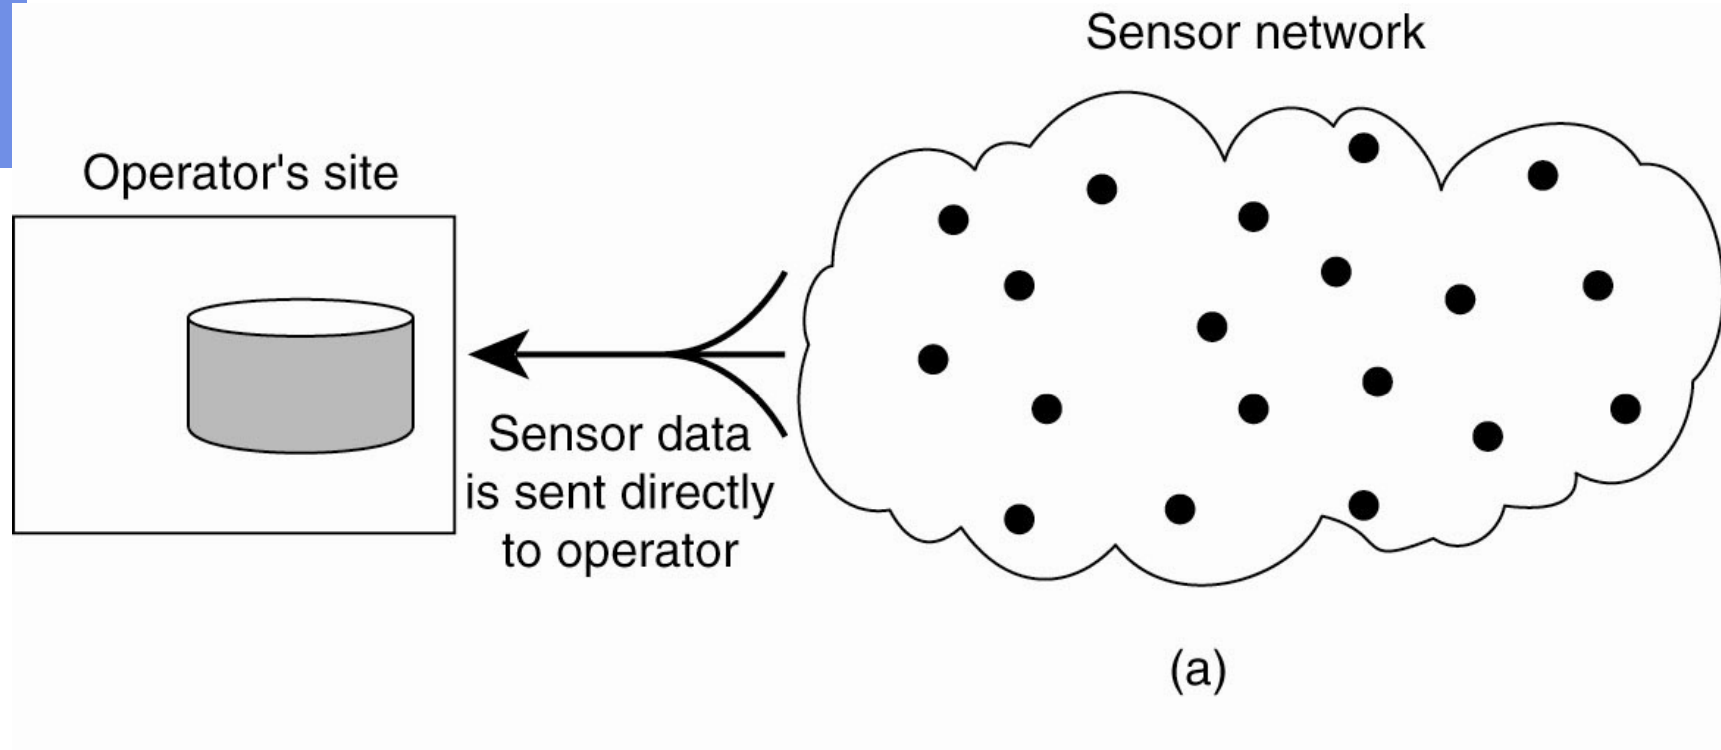 Sensor network
Operator's site
Sensor data
is sent directly
to operator
(a)